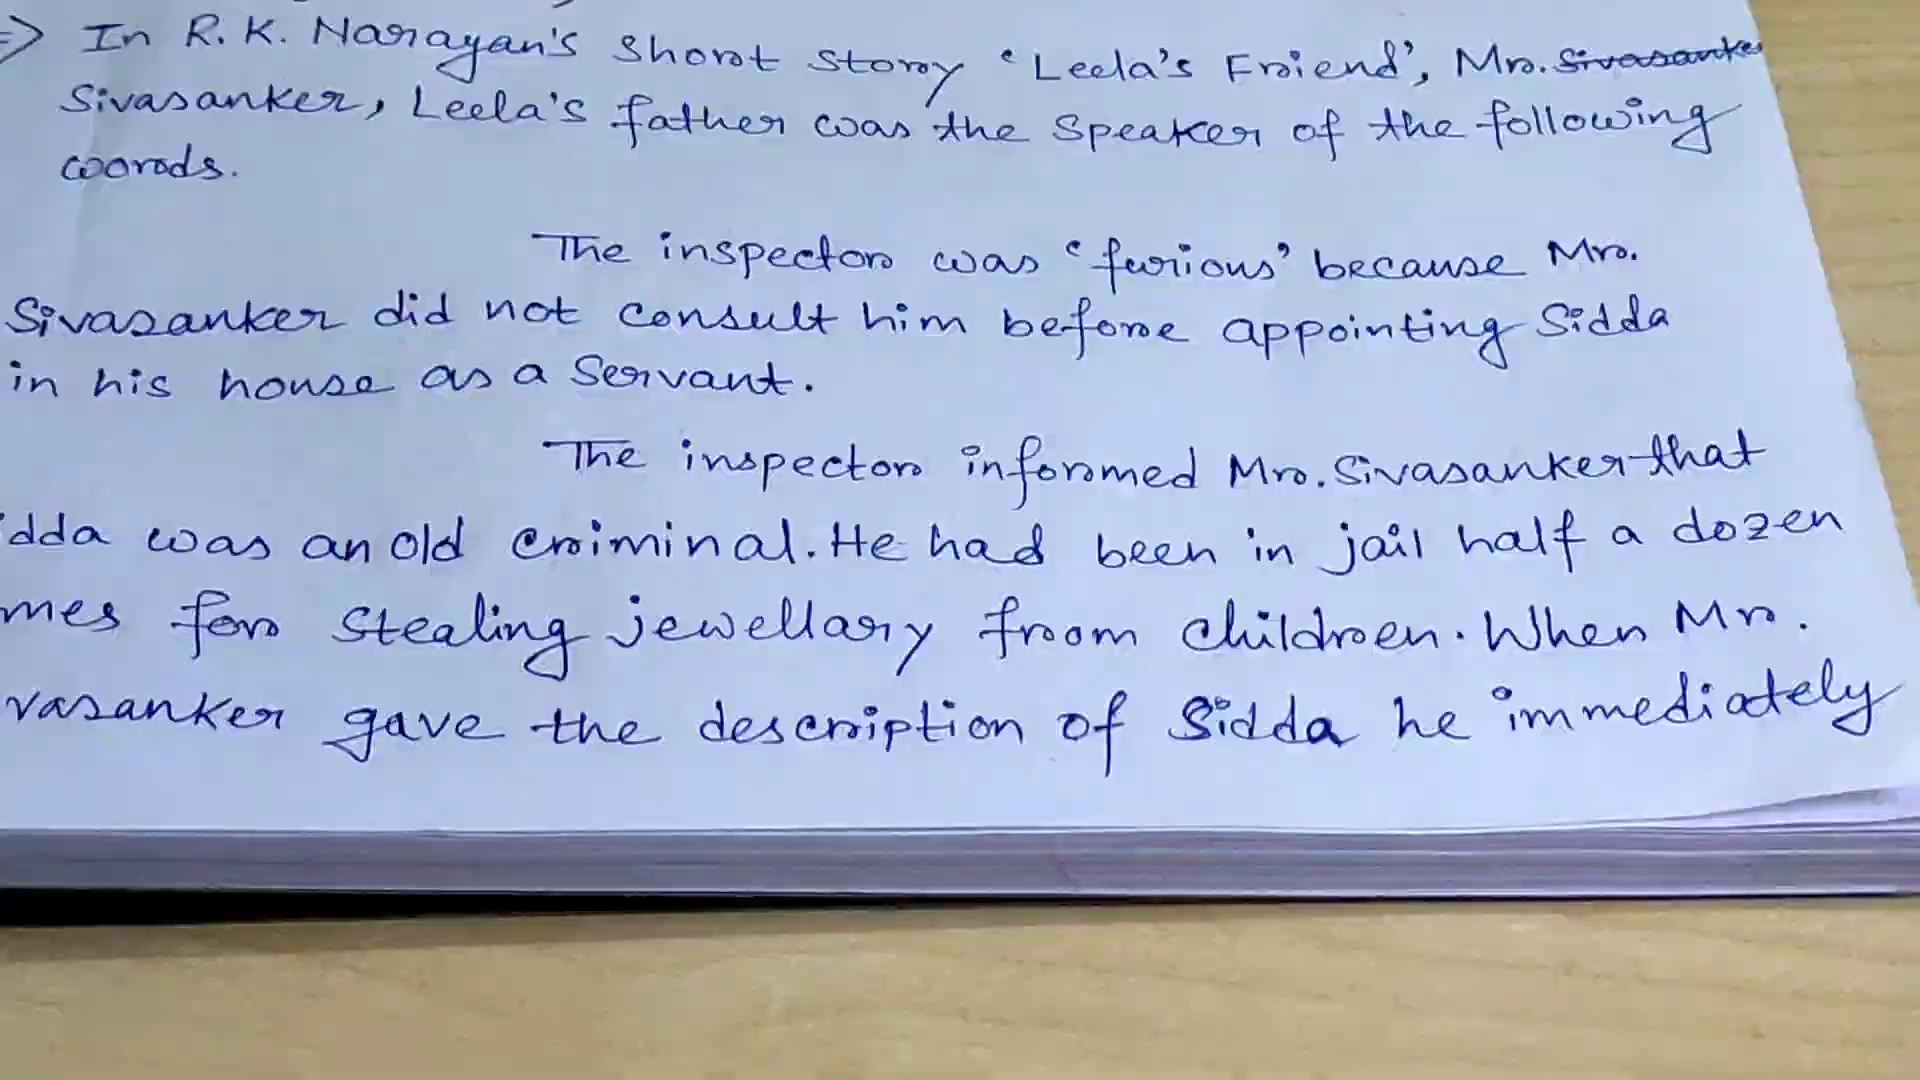 => In R. K. Narayan's short story 'Leela's Friend', Mr. Sivasanker
Sivasanker, Leela's father was the speaker of the following
words.
The inspector was 'furious' because Mr.
Sivasanker did not consult him before appointing Sidda
in his house as a servant.
The inspector informed Mr. Sivasanker that
idda was an old criminal. He had been in jail half a dozen
mes for stealing jewellary from children. When Mr.
vasanker gave the description of Sidda he immediately